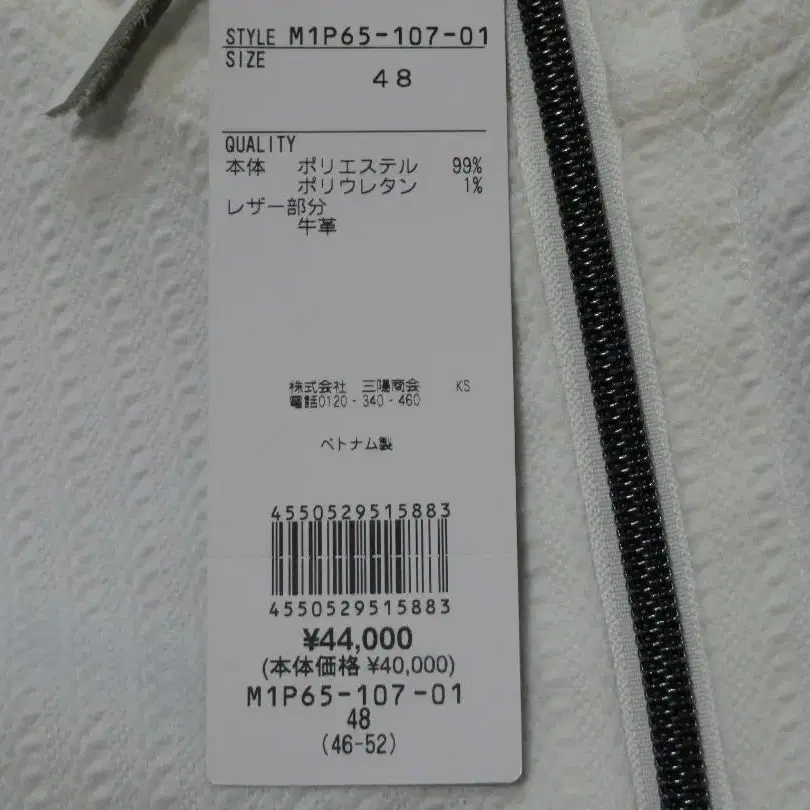 STYLE M1P65-107-01
SIZE
48
QUALITY
本体 ポリエステル 99%
ポリウレタン 1%
レザー部分
牛革
株式会社 三陽商会 KS
電話0120-340-460
ベトナム製
4550529515883
4550529515883
¥44,000
(本体価格 ¥40,000)
M1P65-107-01
48
(46-52)